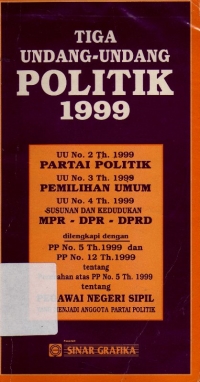 TIGA
UNDANG-UNDANG
POLITIK
1999
UU No. 2 Th. 1999
PARTAI POLITIK
UU No. 3 Th. 1999
PEMILIHAN UMUM
UU No. 4 Th. 1999
SUSUNAN DAN KEDUDUKAN
MPR - DPR - DPRD
dilengkapi dengan
PP No. 5 Th. 1999 dan
PP No. 12 Th. 1999
tentang
atas PP No. 5 Th. 1999
tentang
NEGERI SIPIL
MENJADI ANGGOTA PARTAI POLITIK
SINAR GRAFIKA